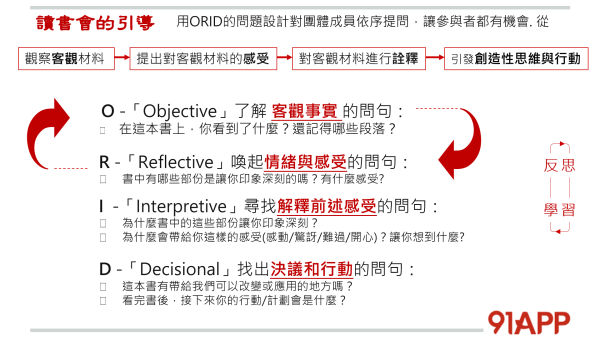 讀書會的引導 用ORID的問題設計對團體成員依序提問，讓參與者都有機會. 從
觀察客觀材料 提出對客觀材料的感受 對客觀材料進行詮釋 引發創造性思維與行動
O -「Objective」了解 客觀事實 的問句：
在這本書上，你看到了什麼？還記得哪些段落？
R -「Reflective」喚起情緒與感受的問句：
書中有哪些部份是讓你印象深刻的嗎？有什麼感受?
I -「Interpretive」尋找解釋前述感受的問句：
為什麼書中的這些部份讓你印象深刻？
為什麼會帶給你這樣的感受(感動/驚訝/難過/開心)？讓你想到什麼?
D -「Decisional」找出決議和行動的問句：
這本書有帶給我們可以改變或應用的地方嗎？
看完書後，接下來你的行動/計劃會是什麼？
反思
學習
91APP